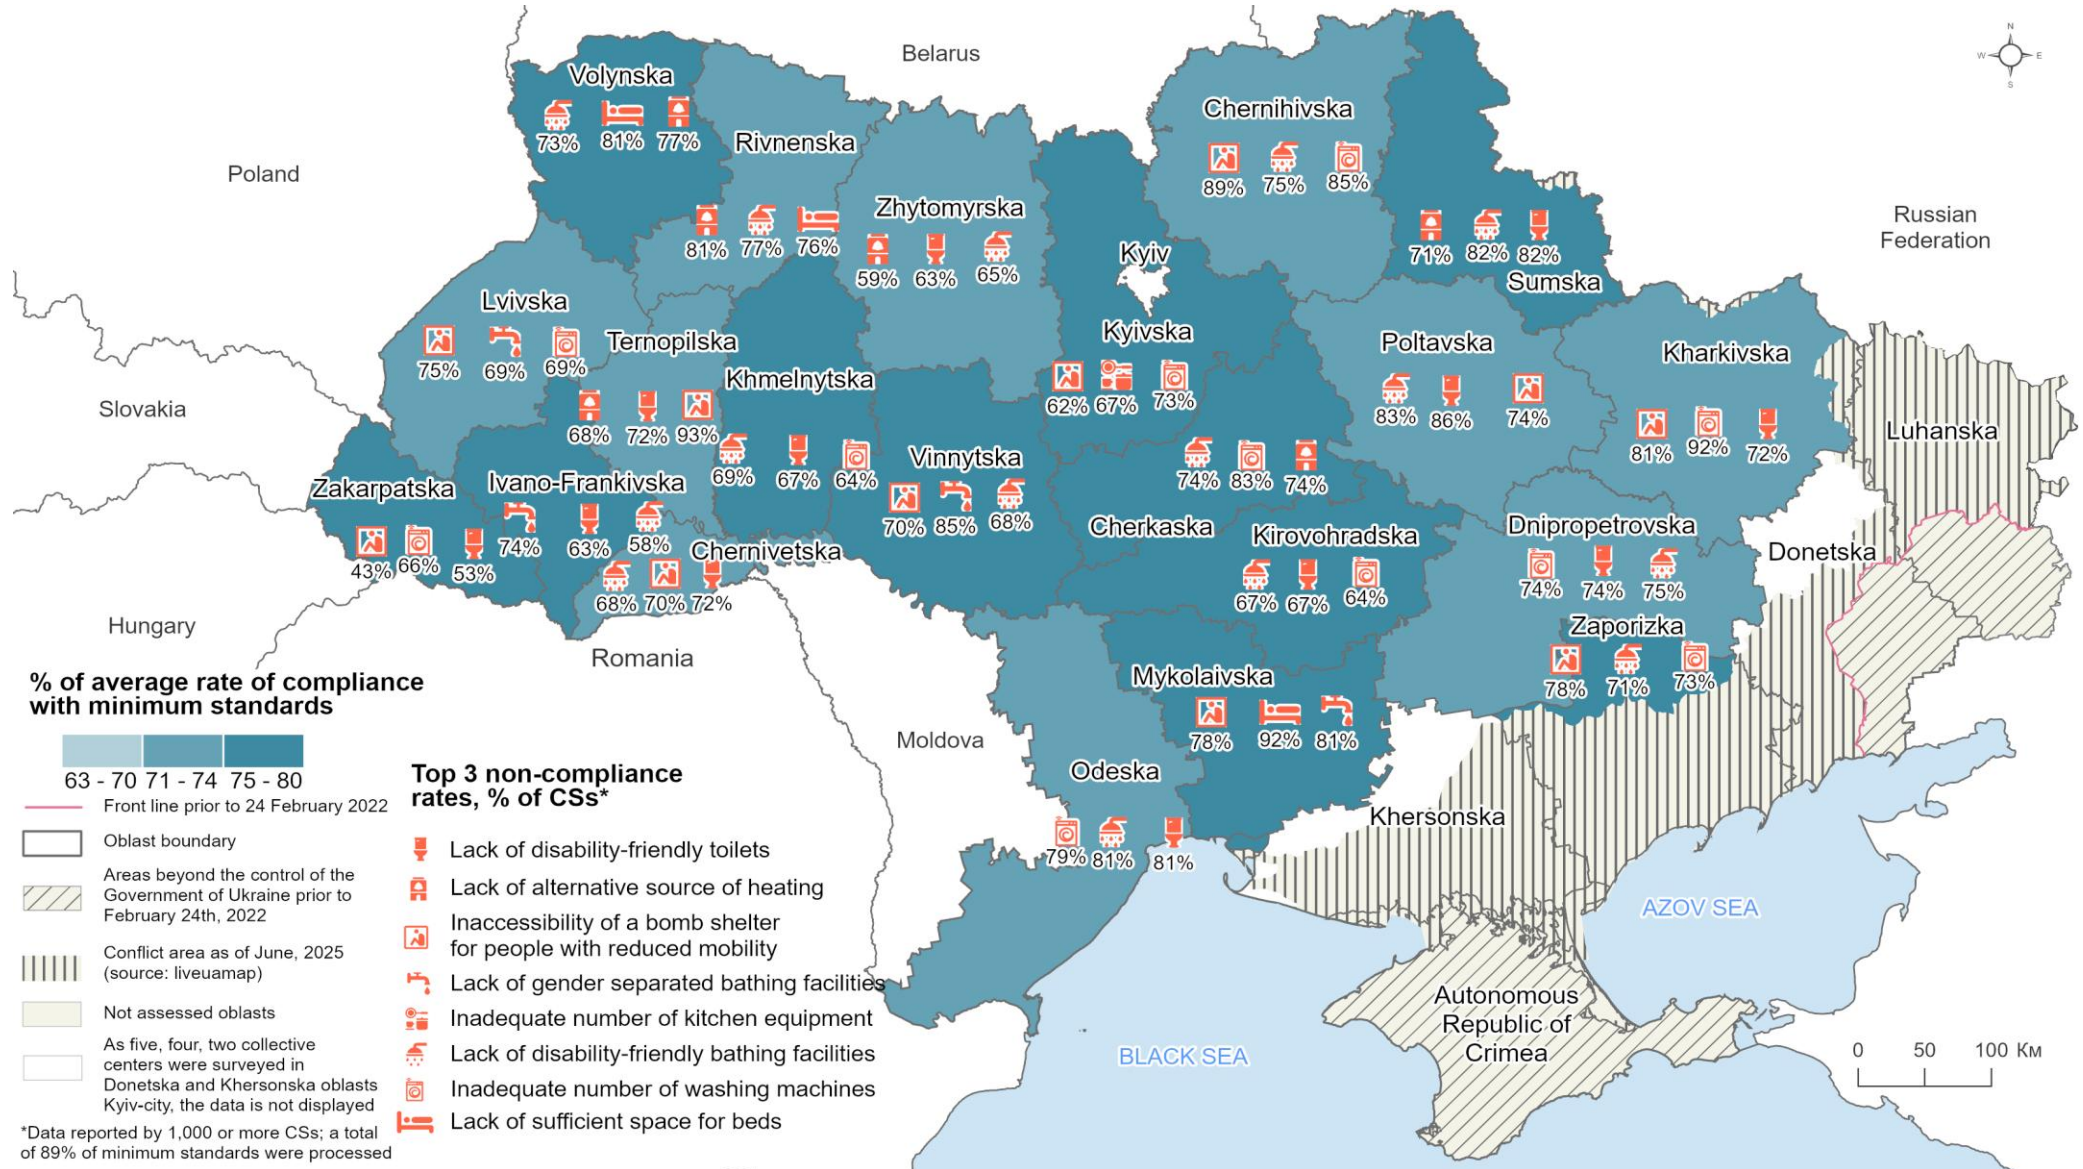 N
W
E
S
Belarus
Poland
Russian
Federation
Slovakia
Hungary
Romania
Moldova
Volynska
73% 81% 77%
Rivnenska
81% 77% 76%
Zhytomyrska
59% 63% 65%
Chernihivska
89% 75% 85%
71% 82% 82%
Sumska
Kyiv
Kyivska
62% 67% 73%
Lvivska
75% 69% 69%
Ternopilska
68% 72% 93%
Khmelnytska
69% 67% 64%
Vinnytska
70% 85% 68%
Poltavska
83% 86% 74%
Kharkivska
81% 92% 72%
Luhanska
Zakarpatska
43% 66% 53%
Ivano-Frankivska
74% 63% 58%
Chernivetska
68% 70% 72%
74% 83% 74%
Cherkaska
Kirovohradska
67% 67% 64%
Dnipropetrovska
74% 74% 75%
Donetska
Zaporizka
78% 71% 73%
Mykolaivska
78% 92% 81%
Odeska
79% 81% 81%
Khersonska
AZOV SEA
BLACK SEA
Autonomous
Republic of
Crimea
0 50 100 Км
% of average rate of compliance
with minimum standards
63 - 70 71 - 74 75 - 80
Front line prior to 24 February 2022
Oblast boundary
Areas beyond the control of the
Government of Ukraine prior to
February 24th, 2022
Conflict area as of June, 2025
(source: liveuamap)
Not assessed oblasts
As five, four, two collective
centers were surveyed in
Donetska and Khersonska oblasts
Kyiv-city, the data is not displayed
*Data reported by 1,000 or more CSs; a total
of 89% of minimum standards were processed
Top 3 non-compliance
rates, % of CSs*
Lack of disability-friendly toilets
Lack of alternative source of heating
Inaccessibility of a bomb shelter
for people with reduced mobility
Lack of gender separated bathing facilities
Inadequate number of kitchen equipment
Lack of disability-friendly bathing facilities
Inadequate number of washing machines
Lack of sufficient space for beds